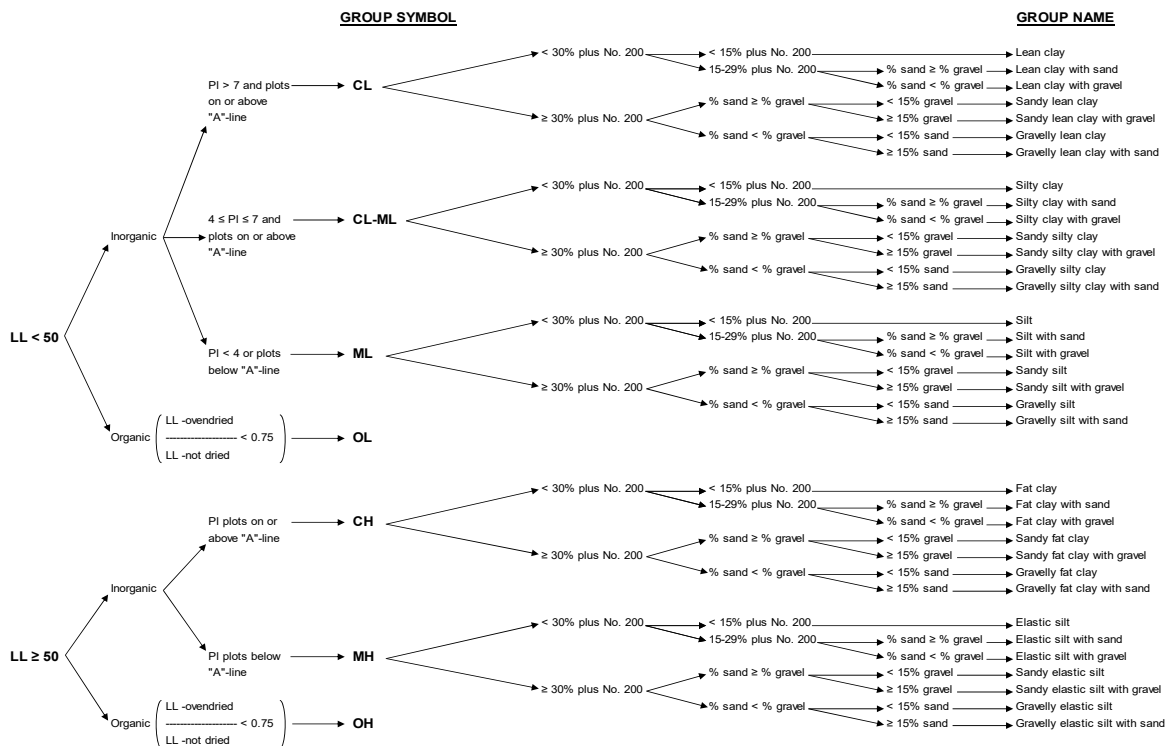 GROUP SYMBOL GROUP NAME
< 30% plus No. 200 < 15% plus No. 200 Lean clay
15-29% plus No. 200 % sand ≥ % gravel Lean clay with sand
PI > 7 and plots
on or above
"A"-line
CL
% sand < % gravel Lean clay with gravel
% sand ≥ % gravel < 15% gravel Sandy lean clay
≥ 30% plus No. 200 ≥ 15% gravel Sandy lean clay with gravel
% sand < % gravel < 15% sand Gravelly lean clay
≥ 15% sand Gravelly lean clay with sand
< 30% plus No. 200 < 15% plus No. 200 Silty clay
15-29% plus No. 200 % sand ≥ % gravel Silty clay with sand
Inorganic
4 ≤ PI ≤ 7 and
plots on or above
"A"-line
CL-ML
% sand < % gravel Silty clay with gravel
% sand ≥ % gravel < 15% gravel Sandy silty clay
≥ 30% plus No. 200 ≥ 15% gravel Sandy silty clay with gravel
% sand < % gravel < 15% sand Gravelly silty clay
≥ 15% sand Gravelly silty clay with sand
LL < 50
< 30% plus No. 200 < 15% plus No. 200 Silt
15-29% plus No. 200 % sand ≥ % gravel Silt with sand
PI < 4 or plots
below "A"-line
ML
% sand < % gravel Silt with gravel
% sand ≥ % gravel < 15% gravel Sandy silt
≥ 30% plus No. 200 ≥ 15% gravel Sandy silt with gravel
% sand < % gravel < 15% sand Gravelly silt
≥ 15% sand Gravelly silt with sand
LL -ovendried
Organic -------------------- < 0.75 OL
LL -not dried
< 30% plus No. 200 < 15% plus No. 200 Fat clay
15-29% plus No. 200 % sand ≥ % gravel Fat clay with sand
PI plots on or
above "A"-line
CH
% sand < % gravel Fat clay with gravel
% sand ≥ % gravel < 15% gravel Sandy fat clay
≥ 30% plus No. 200 ≥ 15% gravel Sandy fat clay with gravel
% sand < % gravel < 15% sand Gravelly fat clay
≥ 15% sand Gravelly fat clay with sand
Inorganic
LL ≥ 50
< 30% plus No. 200 < 15% plus No. 200 Elastic silt
15-29% plus No. 200 % sand ≥ % gravel Elastic silt with sand
PI plots below
"A"-line
MH
% sand < % gravel Elastic silt with gravel
% sand ≥ % gravel < 15% gravel Sandy elastic silt
≥ 30% plus No. 200 ≥ 15% gravel Sandy elastic silt with gravel
% sand < % gravel < 15% sand Gravelly elastic silt
≥ 15% sand Gravelly elastic silt with sand
LL -ovendried
Organic -------------------- < 0.75 OH
LL -not dried